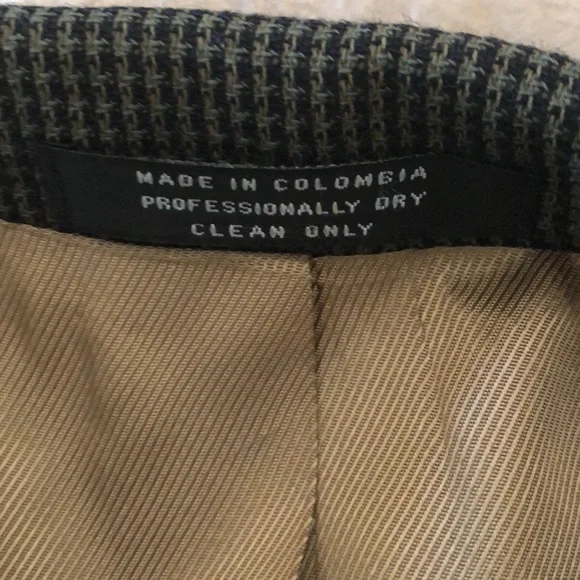 MADE IN COLOMBIA
PROFESSIONALLY DRY
CLEAN ONLY